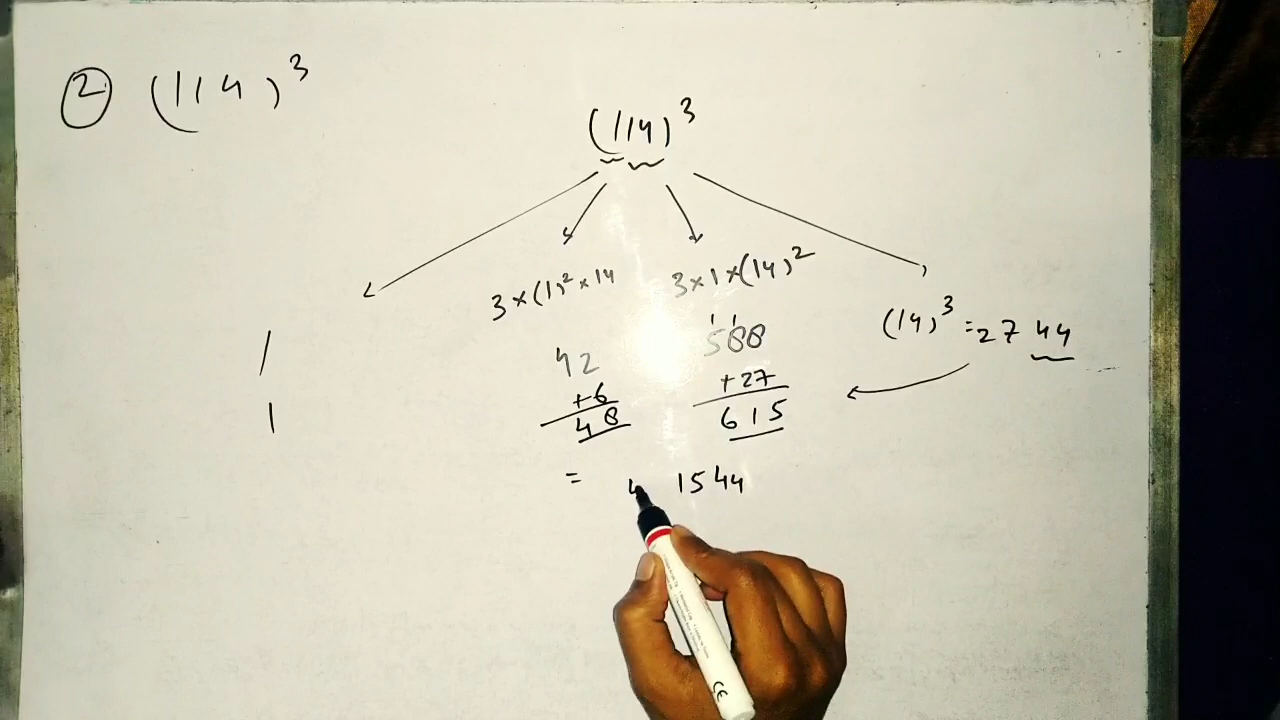 ② (114)³
(114)³
3×(1)²×14 3×1×(14)²
(14)³ = 2744
1 42 588
+6 +27
1 48 615
= 4 1544
CE